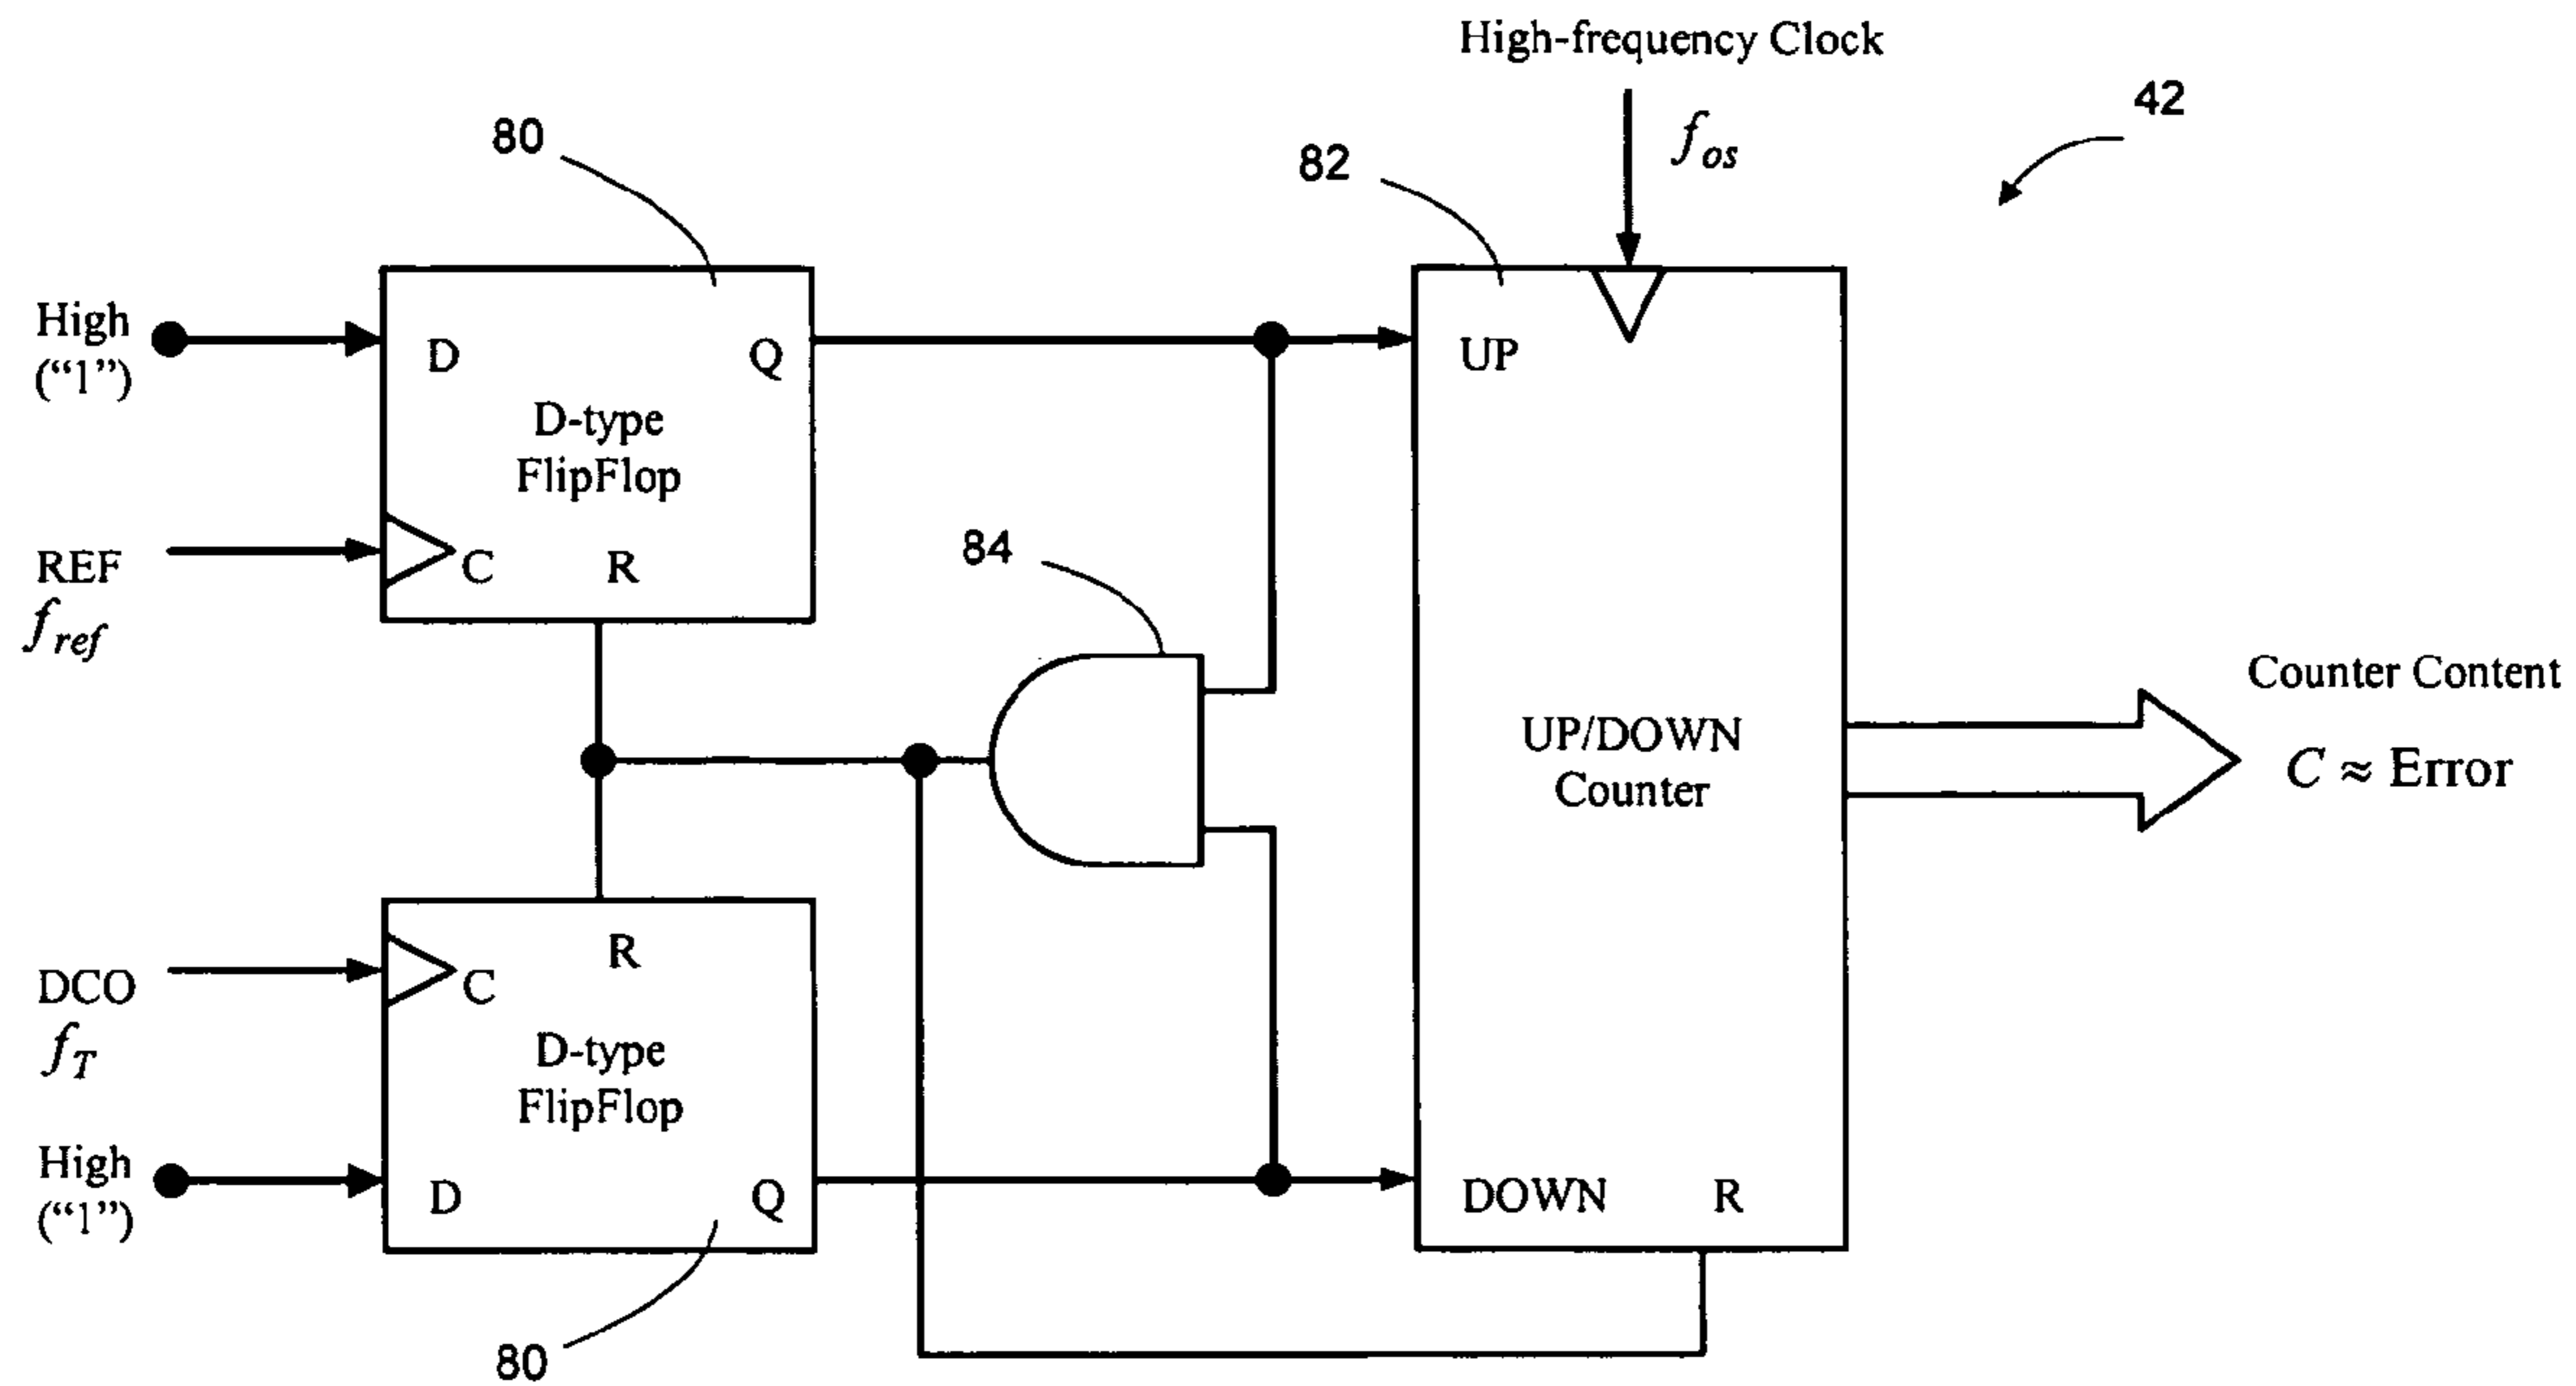 High-frequency Clock
f_os
42
80
82
High
("1")
D
Q
UP
D-type
FlipFlop
REF
f_ref
C
R
84
Counter Content
C ≈ Error
UP/DOWN
Counter
R
DCO
f_T
C
D-type
FlipFlop
High
("1")
D
Q
DOWN
R
80